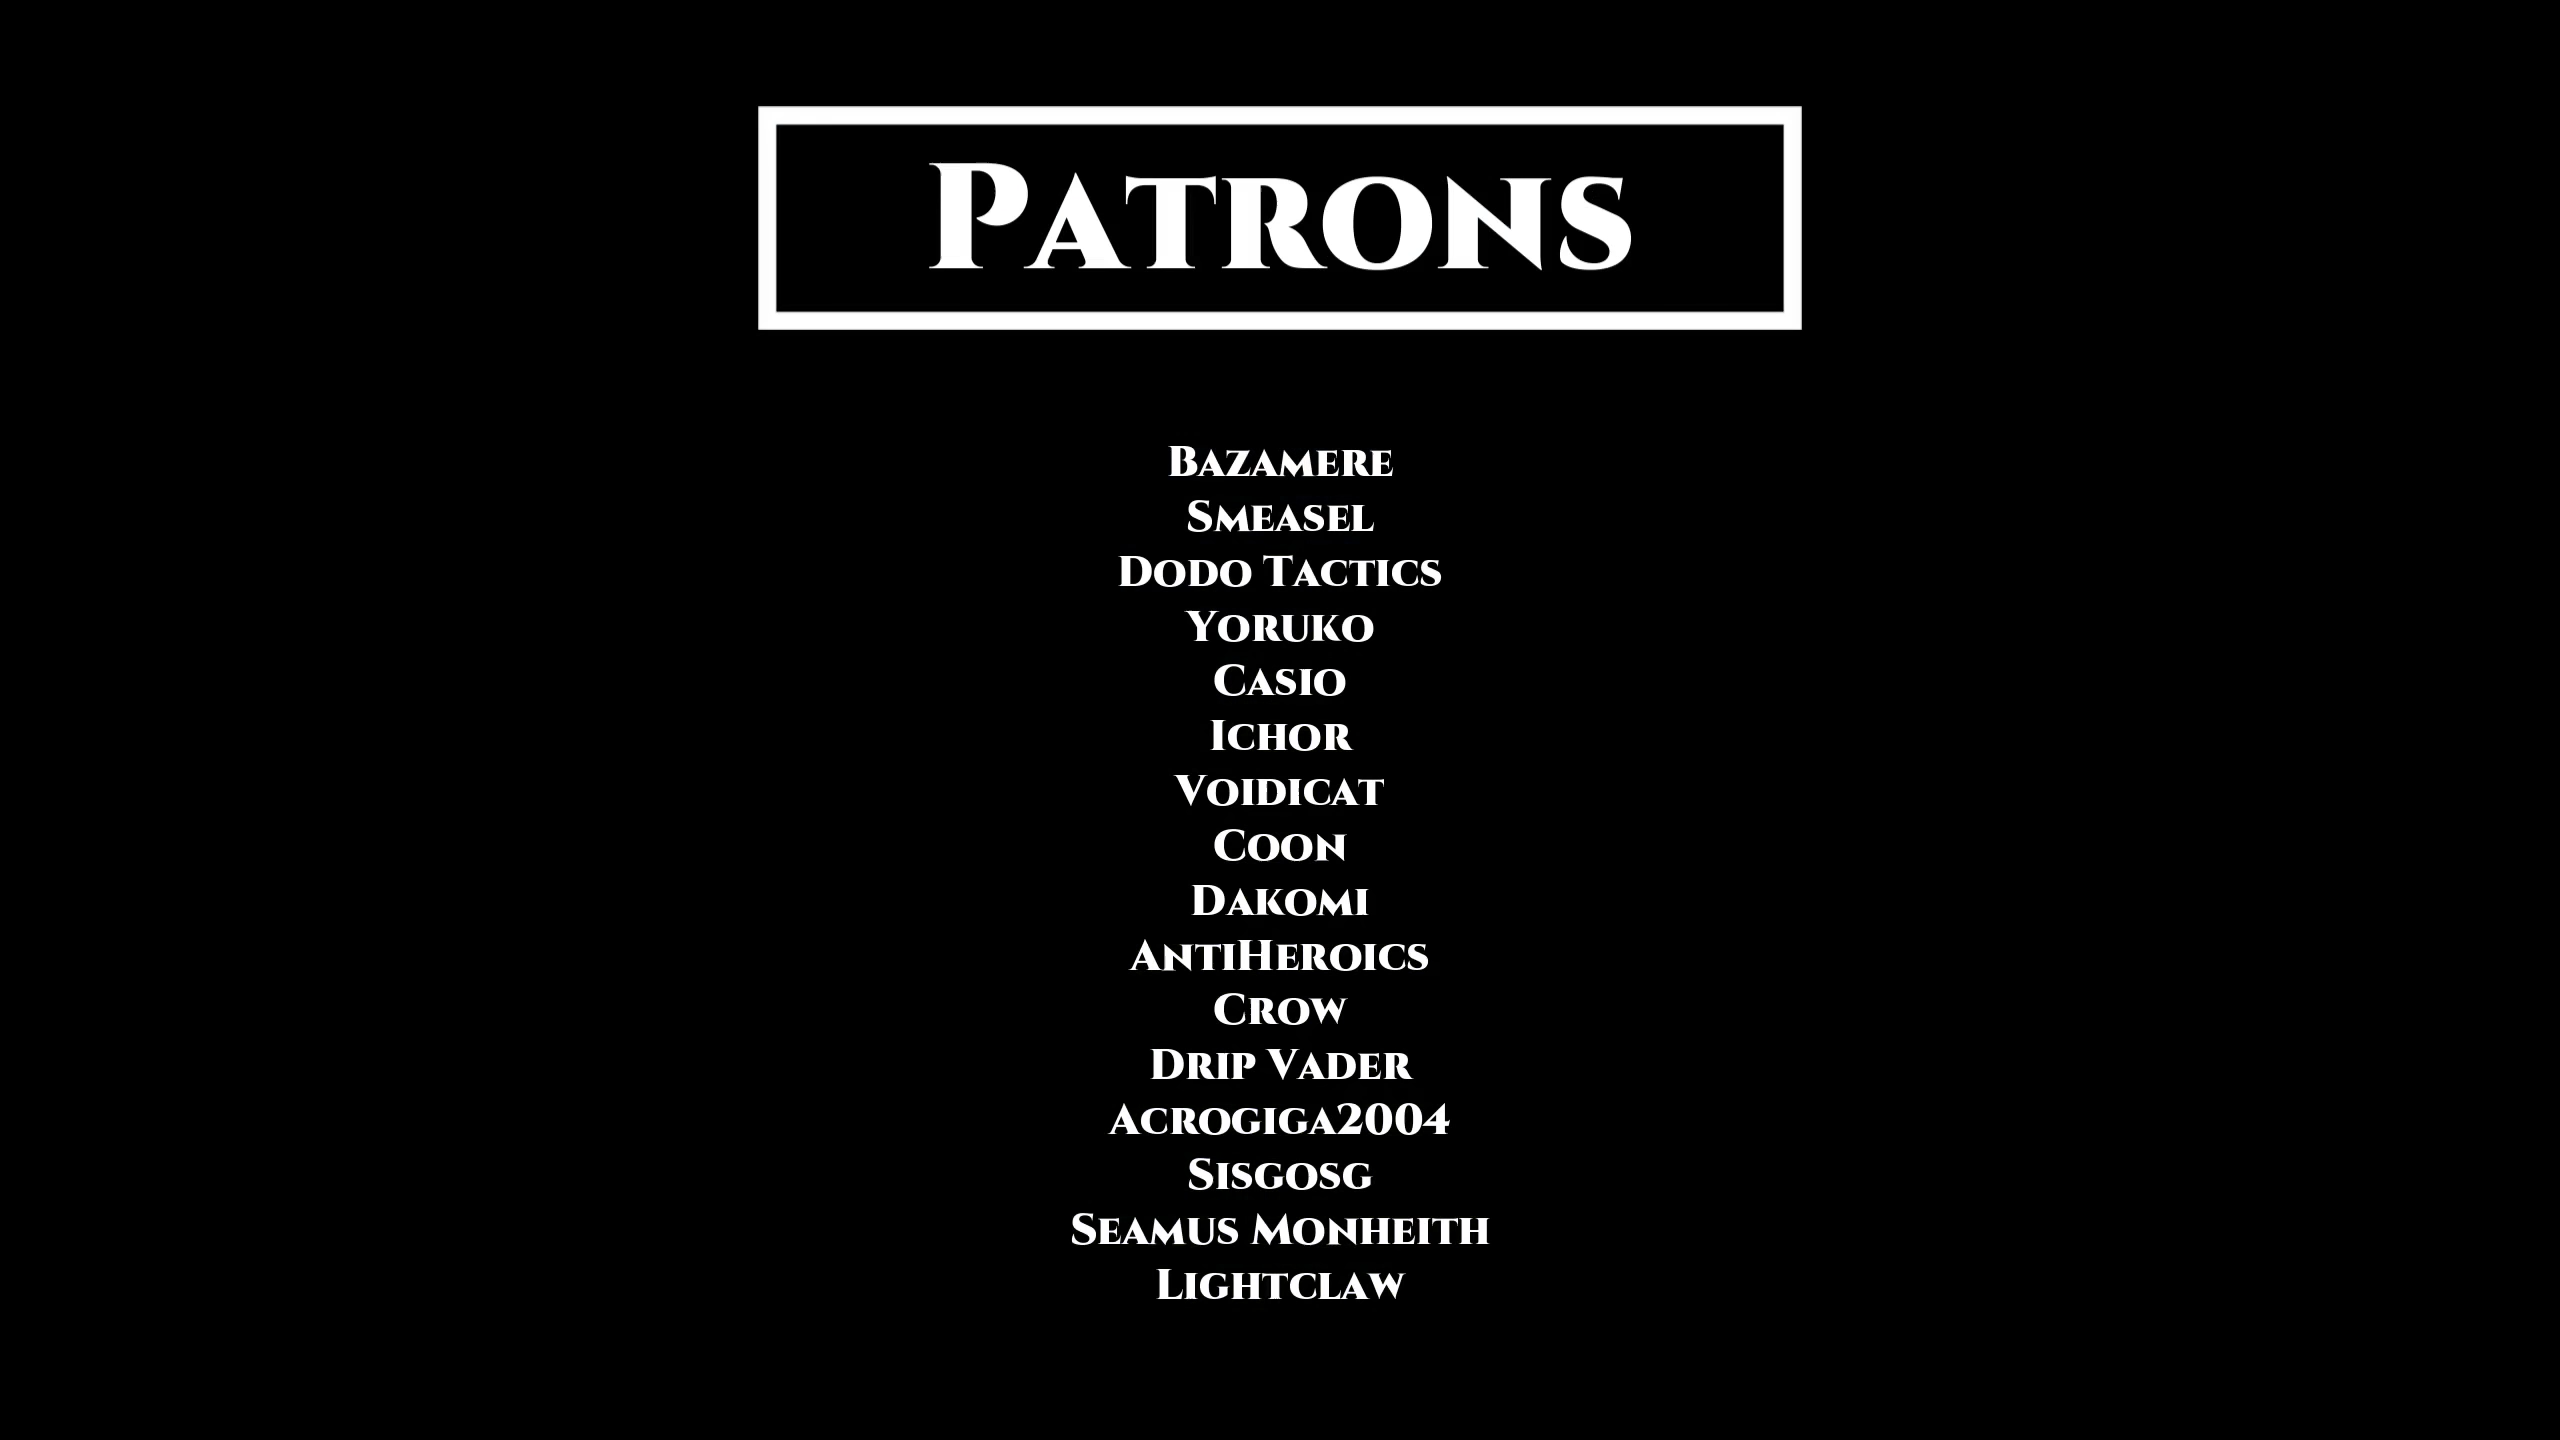 Patrons
Bazamere
Smeasel
Dodo Tactics
Yoruko
Casio
Ichor
Voidicat
Coon
Dakomi
AntiHeroics
Crow
Drip Vader
Acrogiga2004
Sisgosg
Seamus Monheith
Lightclaw